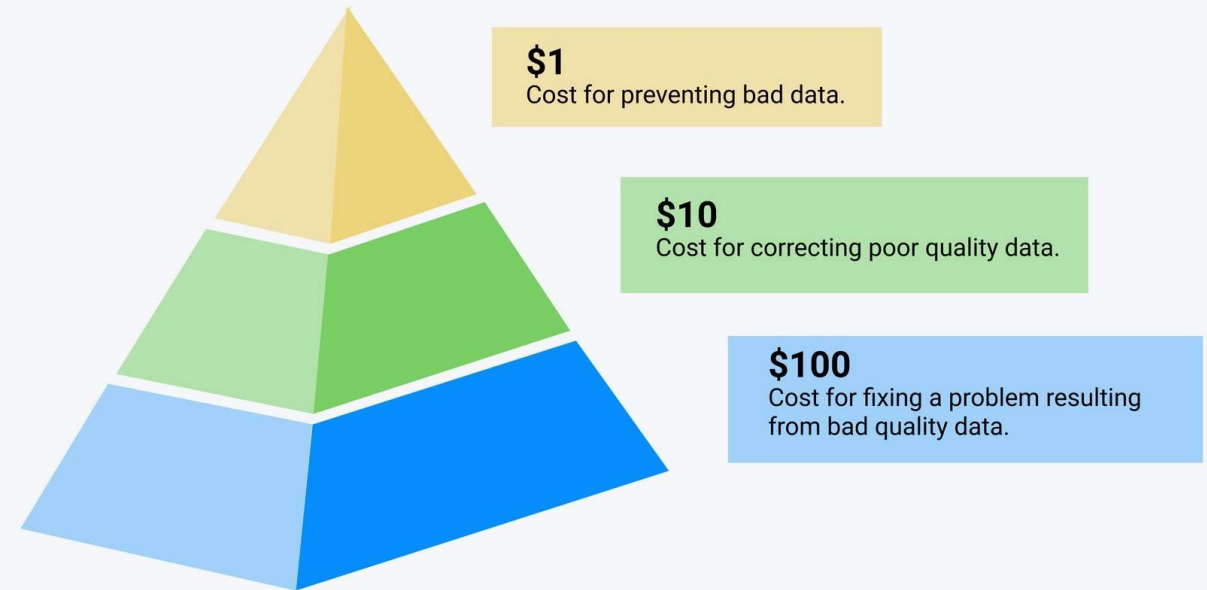 $1
Cost for preventing bad data.
$10
Cost for correcting poor quality data.
$100
Cost for fixing a problem resulting
from bad quality data.